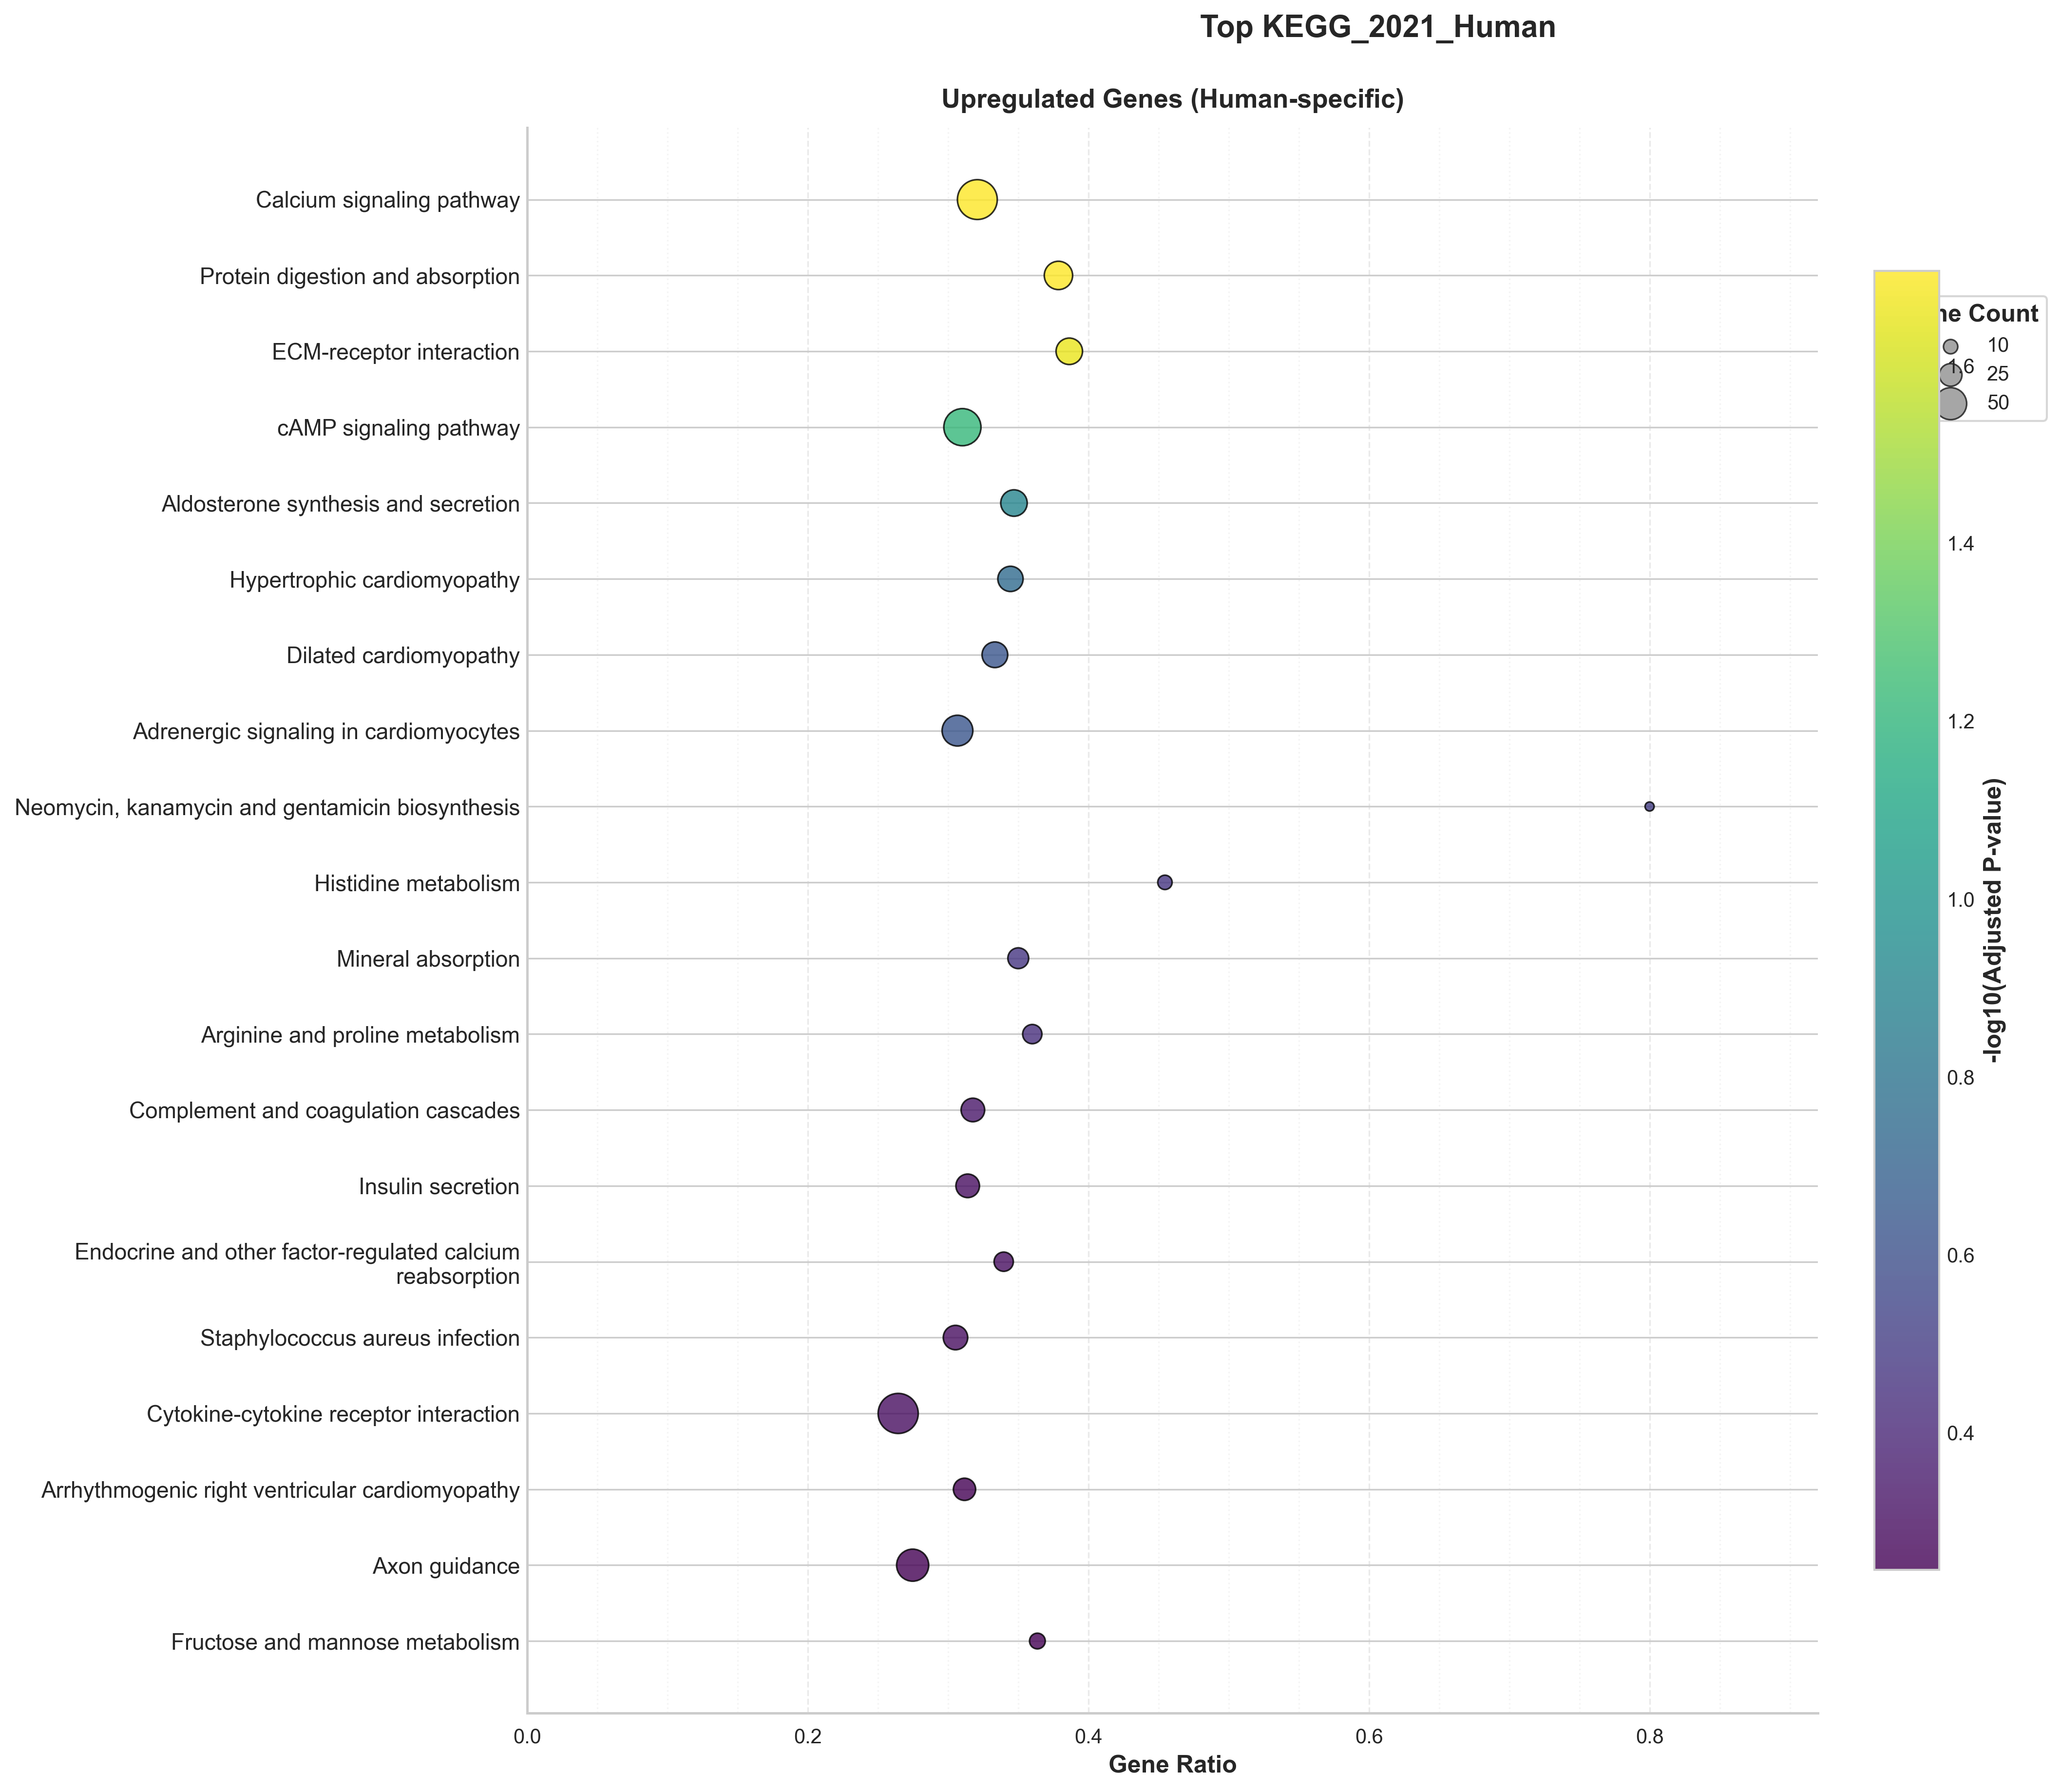 Top KEGG_2021_Human
Upregulated Genes (Human-specific)
Calcium signaling pathway
Protein digestion and absorption
ECM-receptor interaction
cAMP signaling pathway
Aldosterone synthesis and secretion
Hypertrophic cardiomyopathy
Dilated cardiomyopathy
Adrenergic signaling in cardiomyocytes
Neomycin, kanamycin and gentamicin biosynthesis
Histidine metabolism
Mineral absorption
Arginine and proline metabolism
Complement and coagulation cascades
Insulin secretion
Endocrine and other factor-regulated calcium
reabsorption
Staphylococcus aureus infection
Cytokine-cytokine receptor interaction
Arrhythmogenic right ventricular cardiomyopathy
Axon guidance
Fructose and mannose metabolism
0.0
0.2
0.4
0.6
0.8
Gene Ratio
Count
10
25
50
1.6
1.4
1.2
1.0
0.8
0.6
0.4
-log10(Adjusted P-value)